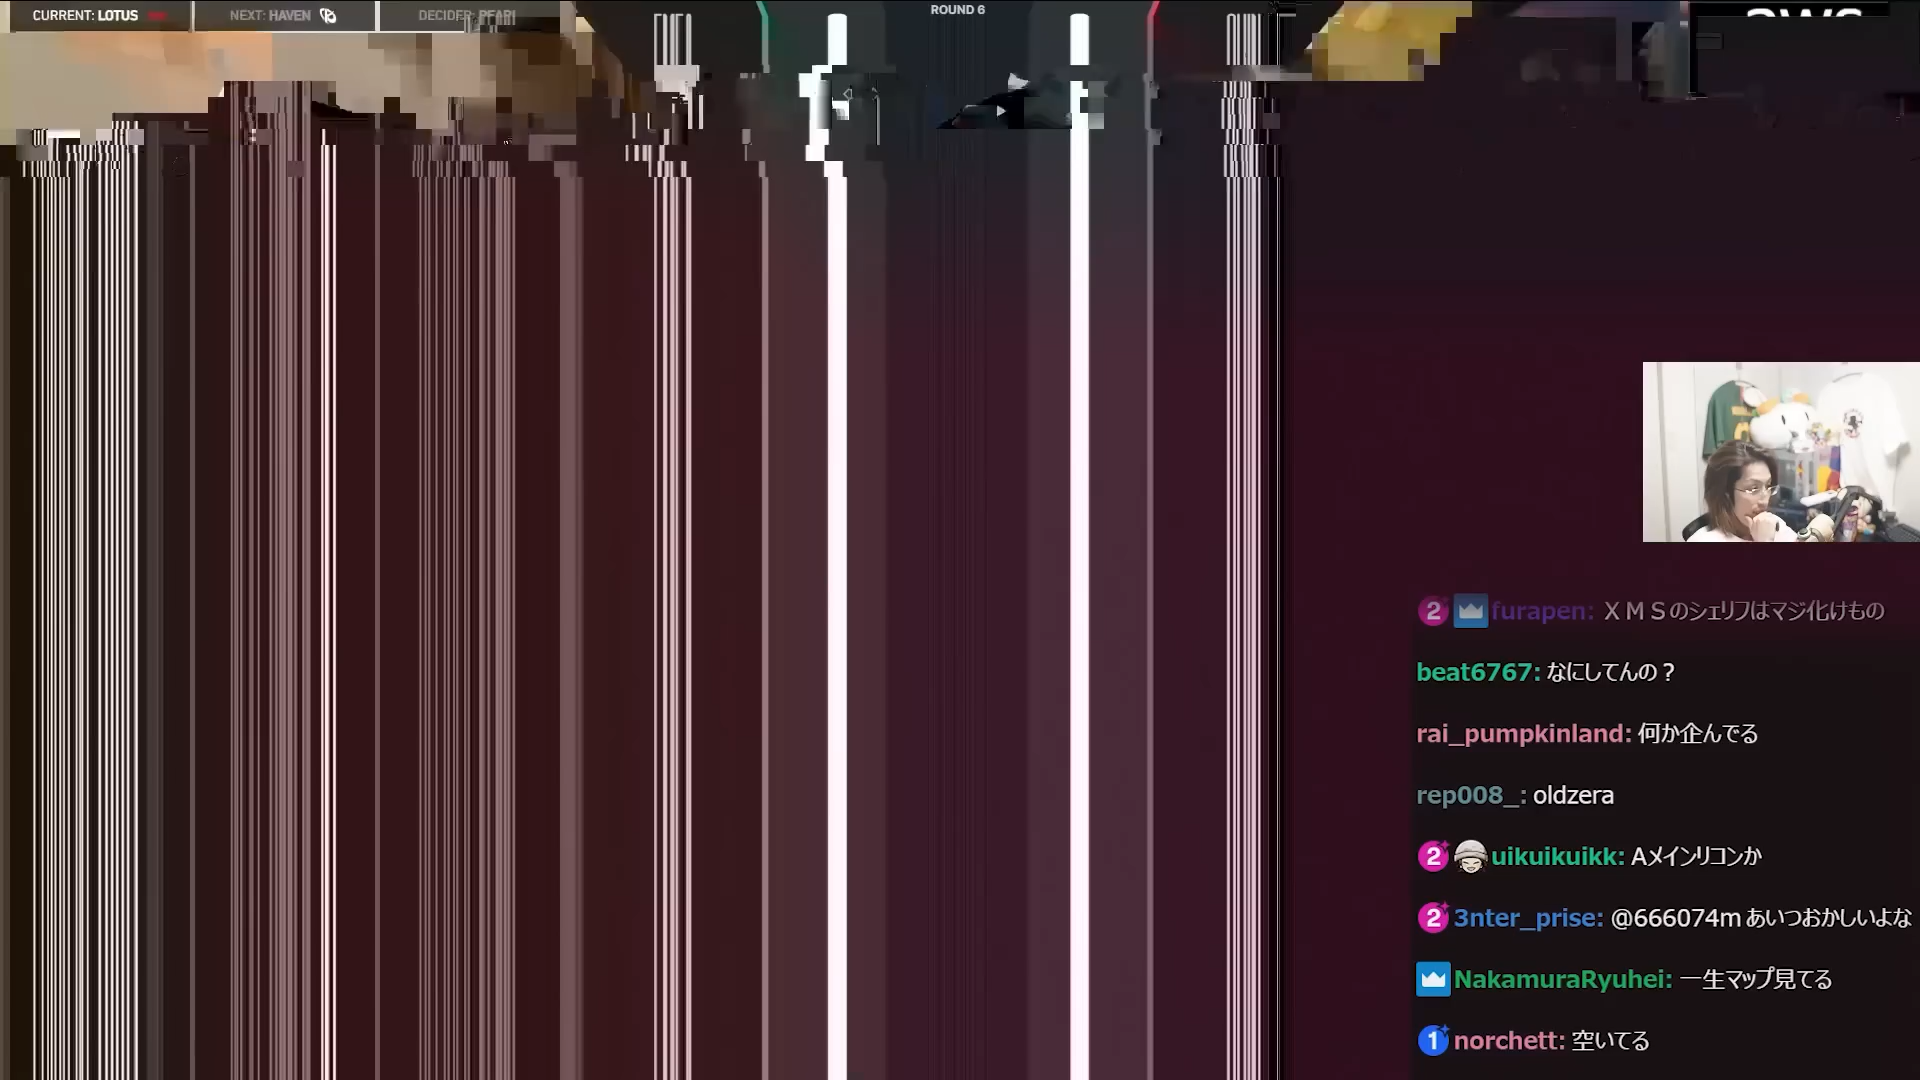 CURRENT: LOTUS
NEXT: HAVEN
DECIDER: PEARL
ROUND 6
aws
furapen: ＸＭＳのシェリフはマジ化けもの
beat6767: なにしてんの？
rai_pumpkinland: 何か企んでる
rep008_: oldzera
uikuikuikk: Aメインリコンか
3nter_prise: @666074m あいつおかしいよな
NakamuraRyuhei: 一生マップ見てる
norchett: 空いてる